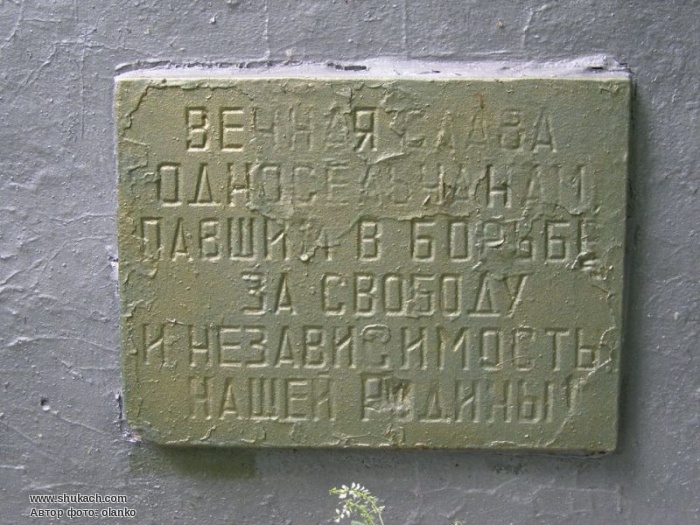 ВЕЧНАЯ СЛАВА
ОДНОСЕЛЬЧАНАМ
ПАВШИМ В БОРЬБЕ
ЗА СВОБОДУ
И НЕЗАВИСИМОСТЬ
НАШЕЙ РОДИНЫ
www.shukach.com
Автор фото: olanko